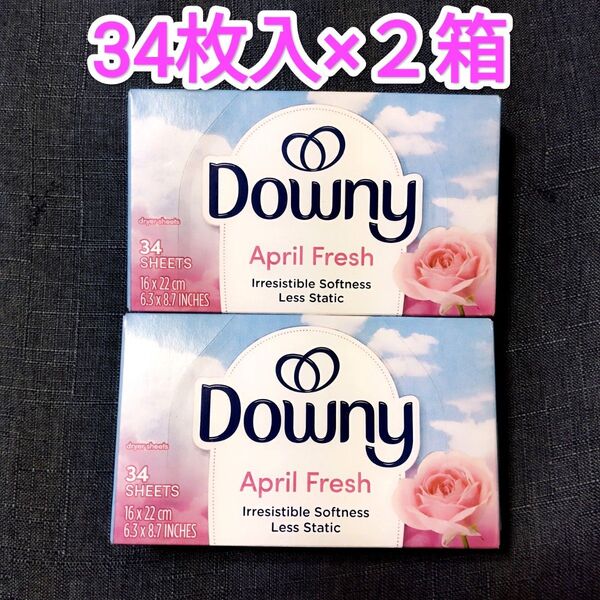 34枚入×2箱
Downy
April Fresh
Irresistible Softness
Less Static
dryer sheets
34
SHEETS
16 x 22 cm
6.3 x 8.7 INCHES
Downy
April Fresh
Irresistible Softness
Less Static
dryer sheets
34
SHEETS
16 x 22 cm
6.3 x 8.7 INCHES